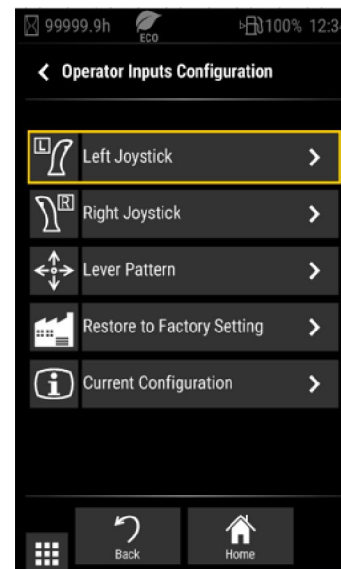 99999.9h ECO 100% 12:34
Operator Inputs Configuration
L Left Joystick
R Right Joystick
Lever Pattern
Restore to Factory Setting
i Current Configuration
Back Home